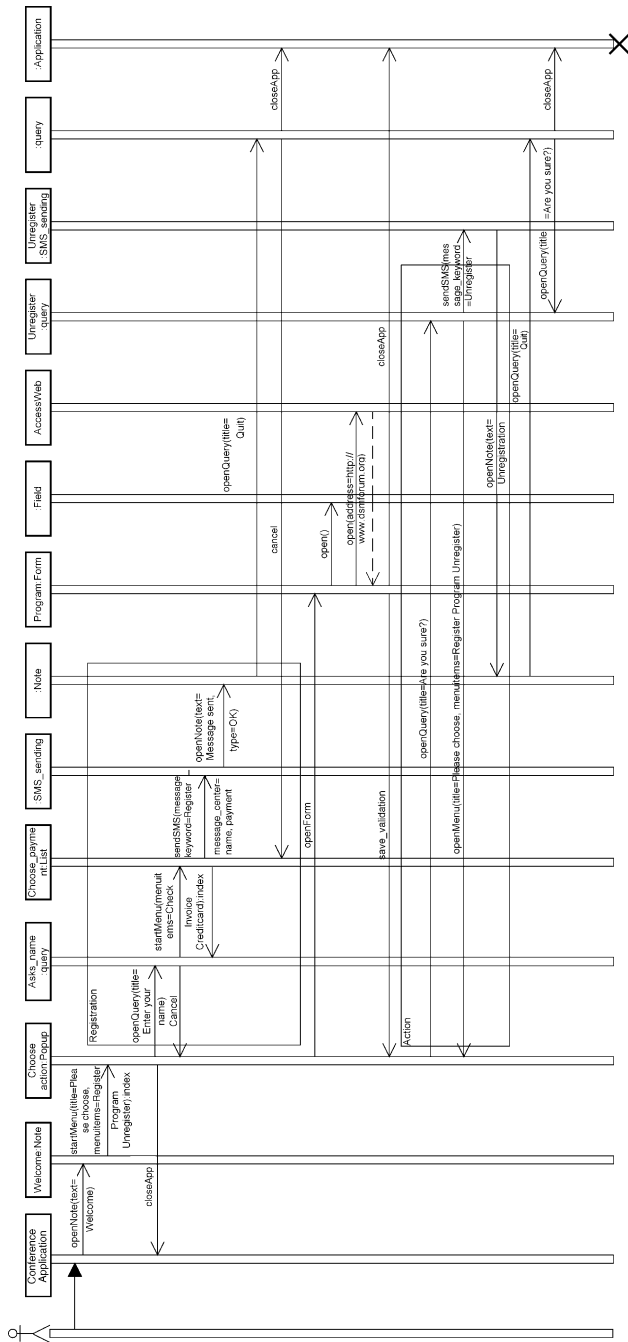 Conference
Application
Welcome:Note
Choose
action:Popup
Asks_name
:query
Choose_payme
nt:List
:SMS_sending
:Note
Program:Form
:Field
AccessWeb
Unregister
:query
Unregister
:SMS_sending
:query
:Application
openNote(text=
Welcome)
startMenu(title=Plea
se choose,
menuitems=Register
Program
Unregister):index
closeApp
Registration
openQuery(title=
Enter your
name)
Cancel
startMenu(menuit
ems=Check
Invoice
Creditcard):index
sendSMS(message_
keyword=Register
message_center=
name, payment
openNote(text=
Message sent,
type=OK)
openQuery(title=
Quit)
cancel
closeApp
openForm
open()
open(address=http://
www.dsmforum.org)
save_validation
closeApp
Action
openQuery(title=Are you sure?)
openMenu(title=Please choose, menuitems=Register Program Unregister)
sendSMS(mes
sage_keyword
=Unregister
openNote(text=
Unregistration
openQuery(title=
Quit)
openQuery(title
=Are you sure?)
closeApp